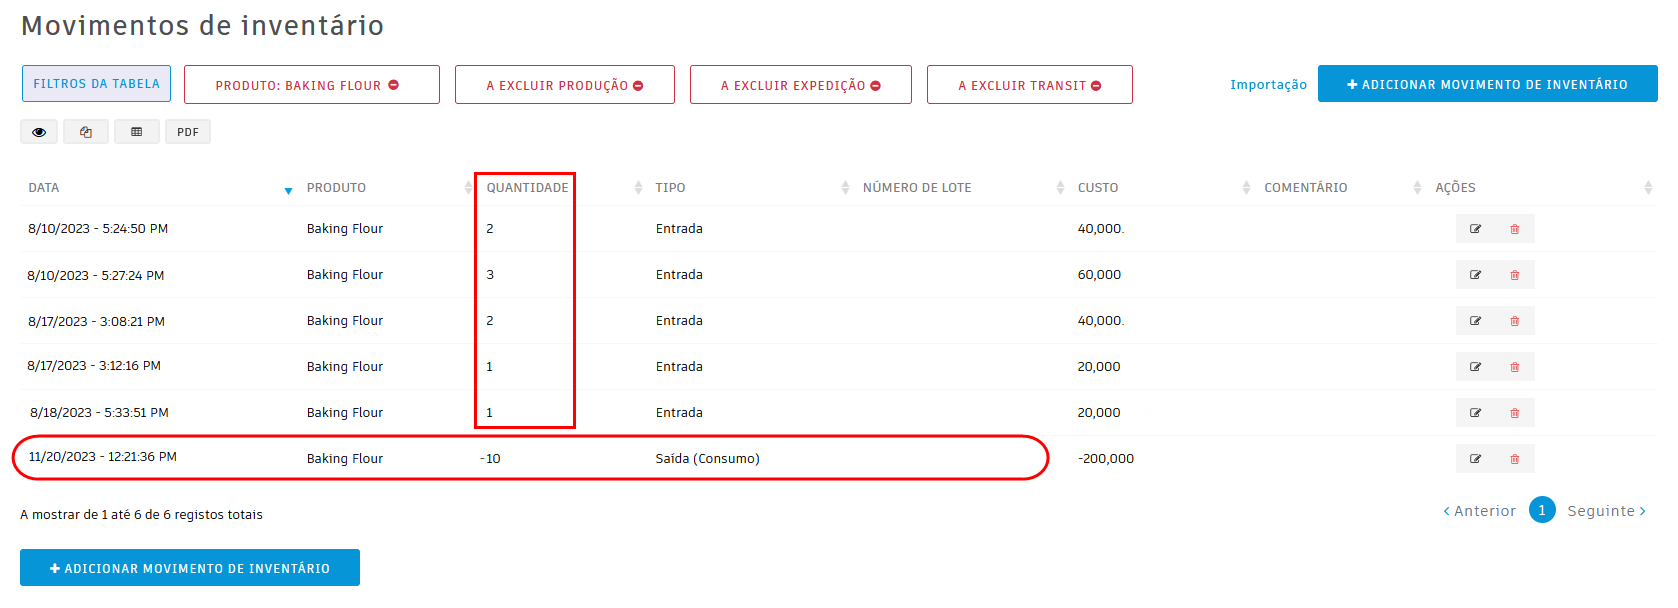 Movimentos de inventário
FILTROS DA TABELA PRODUTO: BAKING FLOUR A EXCLUIR PRODUÇÃO A EXCLUIR EXPEDIÇÃO A EXCLUIR TRANSIT Importação + ADICIONAR MOVIMENTO DE INVENTÁRIO
PDF
DATA PRODUTO QUANTIDADE TIPO NÚMERO DE LOTE CUSTO COMENTÁRIO AÇÕES
8/10/2023 - 5:24:50 PM Baking Flour 2 Entrada 40,000.
8/10/2023 - 5:27:24 PM Baking Flour 3 Entrada 60,000
8/17/2023 - 3:08:21 PM Baking Flour 2 Entrada 40,000.
8/17/2023 - 3:12:16 PM Baking Flour 1 Entrada 20,000
8/18/2023 - 5:33:51 PM Baking Flour 1 Entrada 20,000
11/20/2023 - 12:21:36 PM Baking Flour -10 Saída (Consumo) -200,000
A mostrar de 1 até 6 de 6 registos totais
‹ Anterior 1 Seguinte ›
+ ADICIONAR MOVIMENTO DE INVENTÁRIO